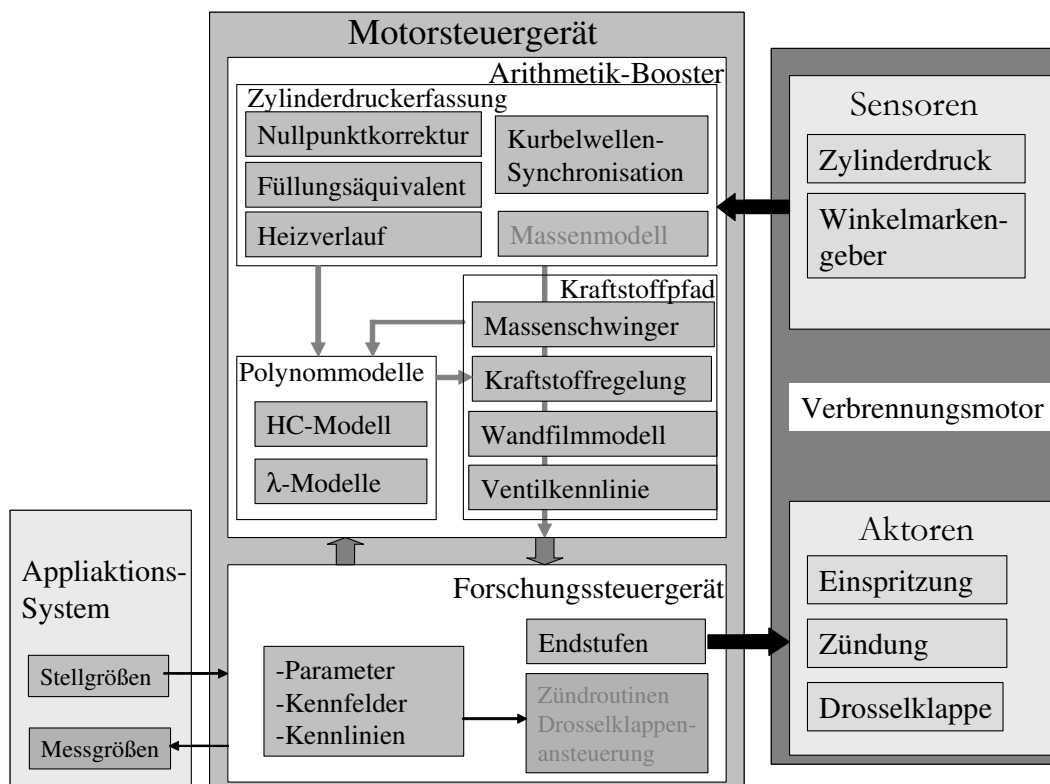 Motorsteuergerät
Arithmetik-Booster
Zylinderdruckerfassung
Nullpunktkorrektur
Füllungsäquivalent
Heizverlauf
Kurbelwellen-
Synchronisation
Massenmodell
Kraftstoffpfad
Massenschwinger
Kraftstoffregelung
Wandfilmmodell
Ventilkennlinie
Polynommodelle
HC-Modell
λ-Modelle
Sensoren
Zylinderdruck
Winkelmarken-
geber
Verbrennungsmotor
Aktoren
Einspritzung
Zündung
Drosselklappe
Appliaktions-
System
Stellgrößen
Messgrößen
Forschungssteuergerät
-Parameter
-Kennfelder
-Kennlinien
Endstufen
Zündroutinen
Drosselklappen-
ansteuerung